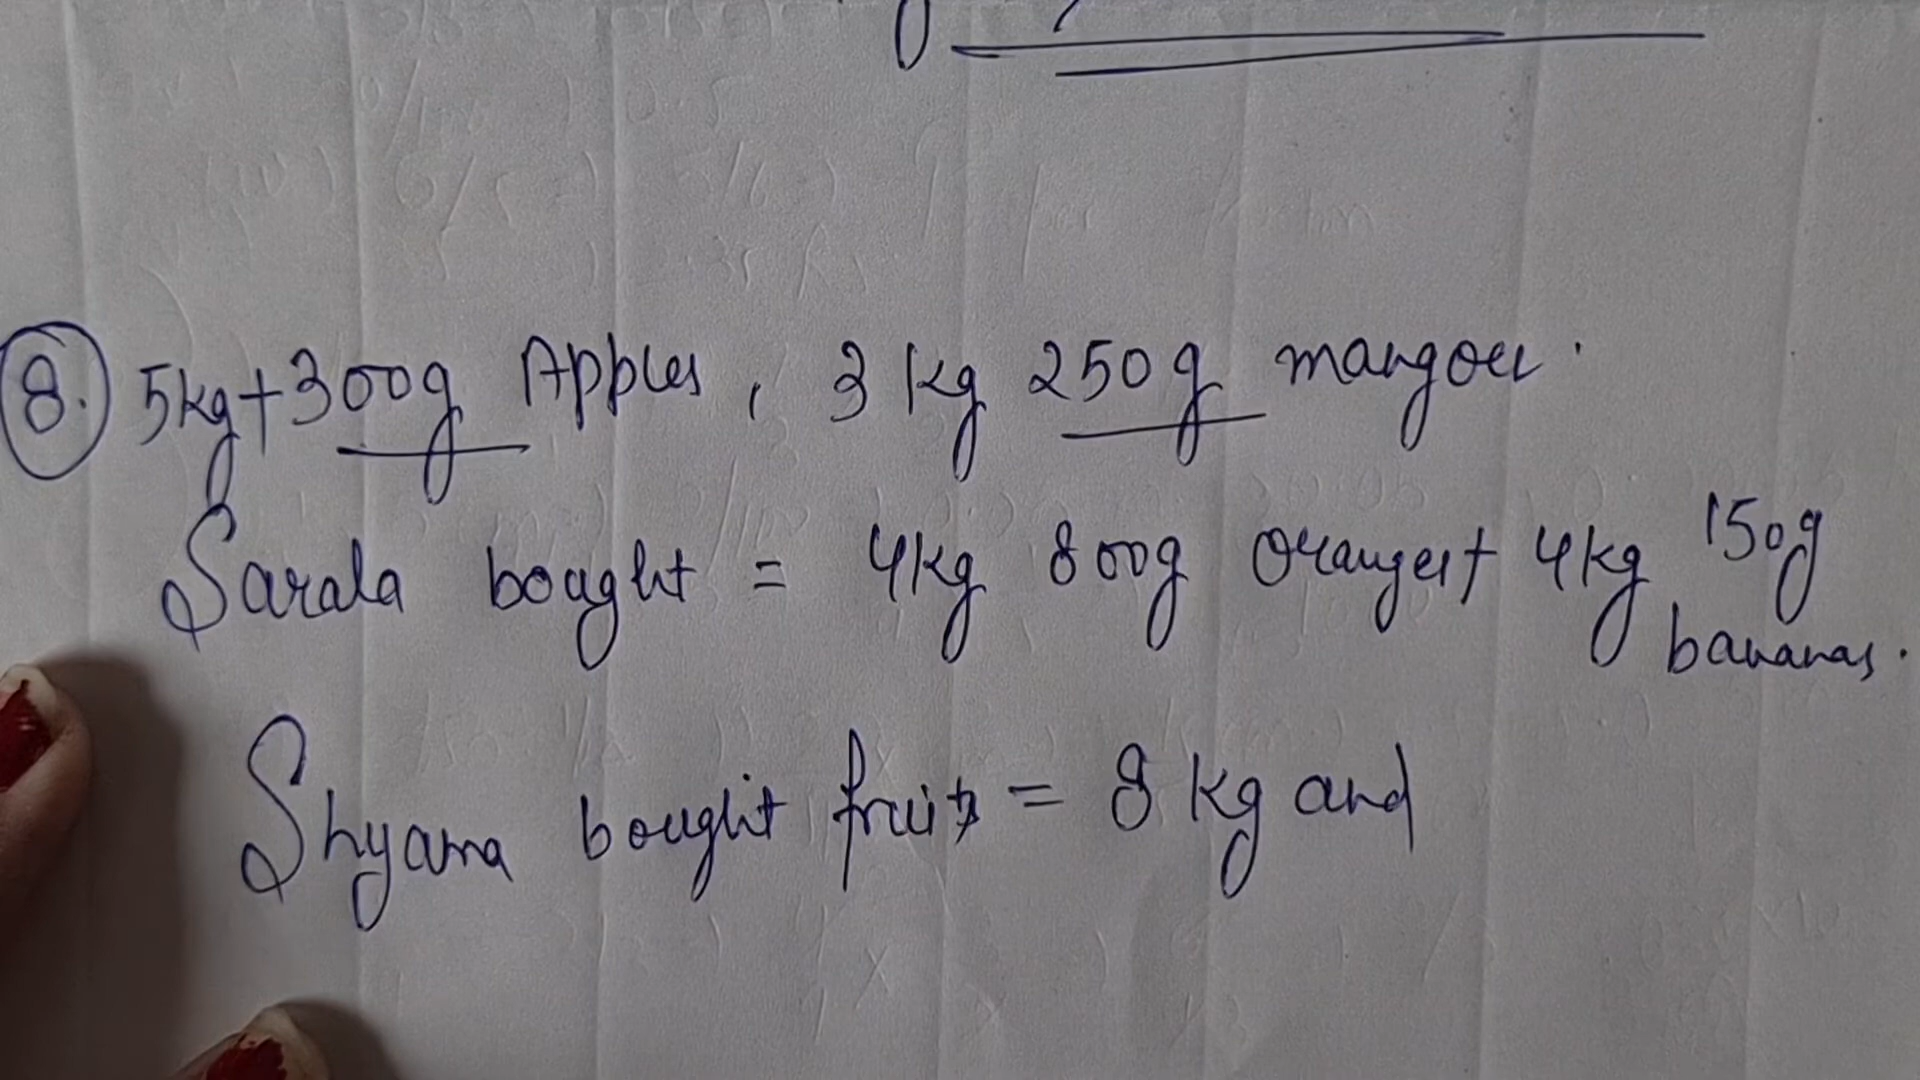 8. 5kg+300g Apples, 3 kg 250g mangoes.
Sarala bought = 4kg 800g Oranges+ 4kg 150g
bananas.
Shyama bought fruits = 8 kg and